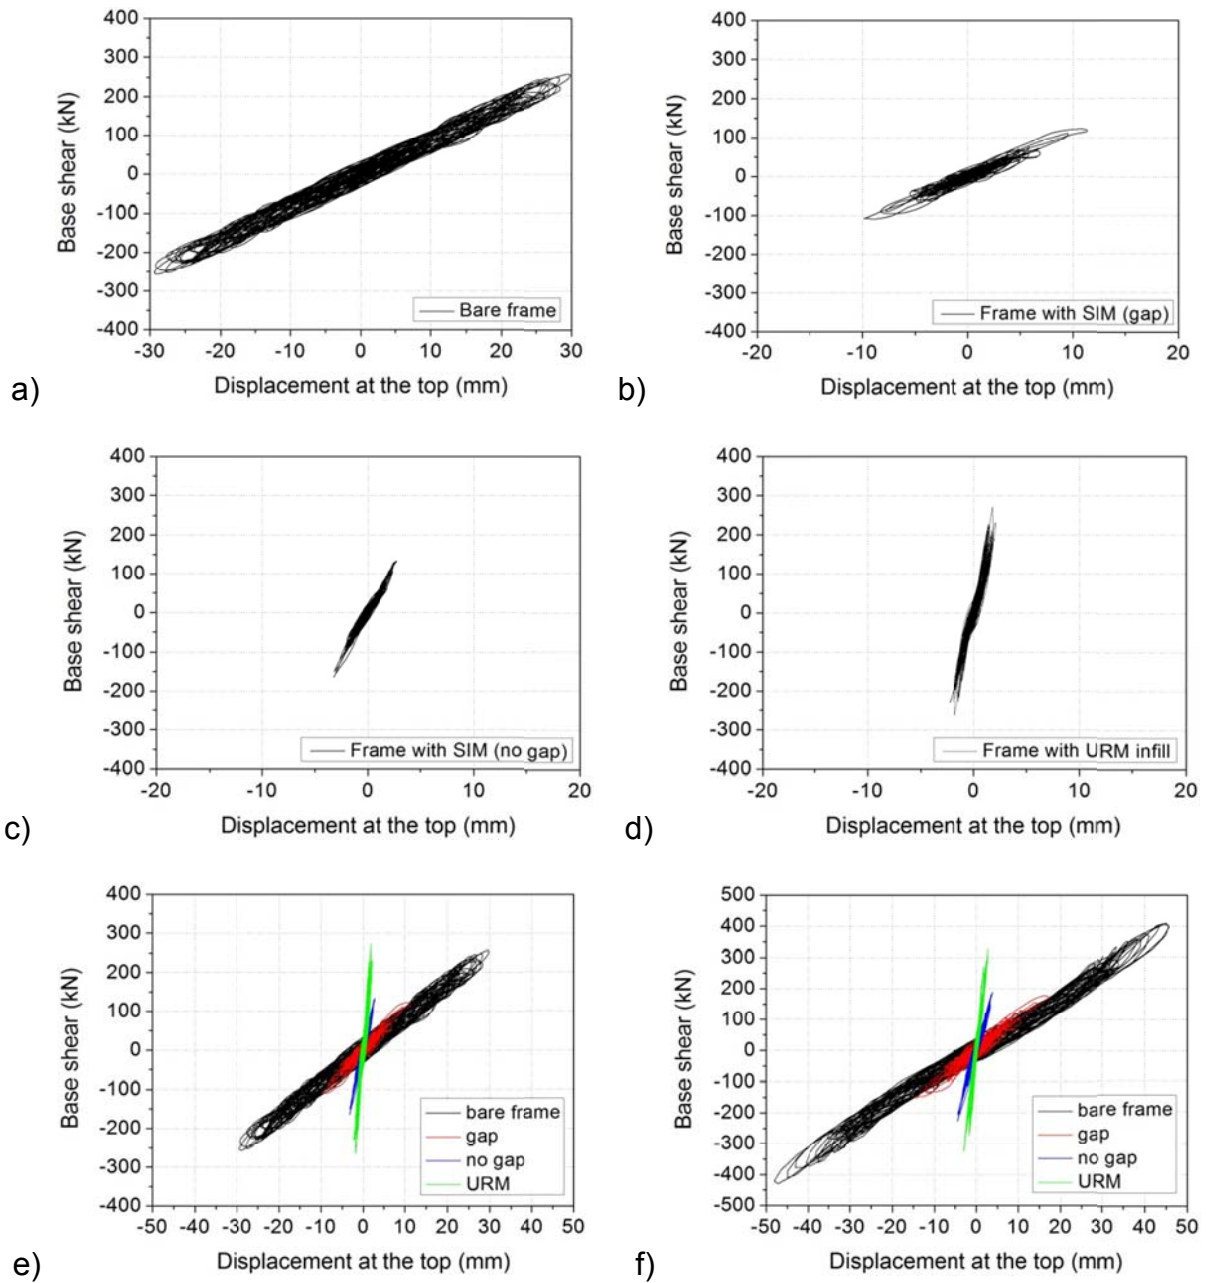 400
300
200
100
0
-100
-200
-300
-400
Base shear (kN)
Bare frame
-30 -20 -10 0 10 20 30
Displacement at the top (mm)
a)
400
300
200
100
0
-100
-200
-300
-400
Base shear (kN)
Frame with SIM (gap)
-20 -10 0 10 20
Displacement at the top (mm)
b)
400
300
200
100
0
-100
-200
-300
-400
Base shear (kN)
Frame with SIM (no gap)
-20 -10 0 10 20
Displacement at the top (mm)
c)
400
300
200
100
0
-100
-200
-300
-400
Base shear (kN)
Frame with URM infill
-20 -10 0 10 20
Displacement at the top (mm)
d)
400
300
200
100
0
-100
-200
-300
-400
Base shear (kN)
bare frame
gap
no gap
URM
-50 -40 -30 -20 -10 0 10 20 30 40 50
Displacement at the top (mm)
e)
500
400
300
200
100
0
-100
-200
-300
-400
-500
Base shear (kN)
bare frame
gap
no gap
URM
-50 -40 -30 -20 -10 0 10 20 30 40 50
Displacement at the top (mm)
f)